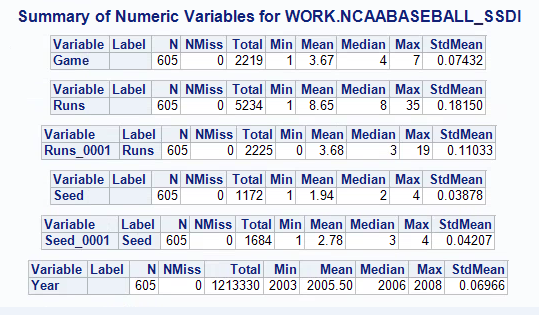 Summary of Numeric Variables for WORK.NCAABASEBALL_SSDI
Variable Label N NMiss Total Min Mean Median Max StdMean
Game 605 0 2219 1 3.67 4 7 0.07432
Variable Label N NMiss Total Min Mean Median Max StdMean
Runs 605 0 5234 1 8.65 8 35 0.18150
Variable Label N NMiss Total Min Mean Median Max StdMean
Runs_0001 Runs 605 0 2225 0 3.68 3 19 0.11033
Variable Label N NMiss Total Min Mean Median Max StdMean
Seed 605 0 1172 1 1.94 2 4 0.03878
Variable Label N NMiss Total Min Mean Median Max StdMean
Seed_0001 Seed 605 0 1684 1 2.78 3 4 0.04207
Variable Label N NMiss Total Min Mean Median Max StdMean
Year 605 0 1213330 2003 2005.50 2006 2008 0.06966